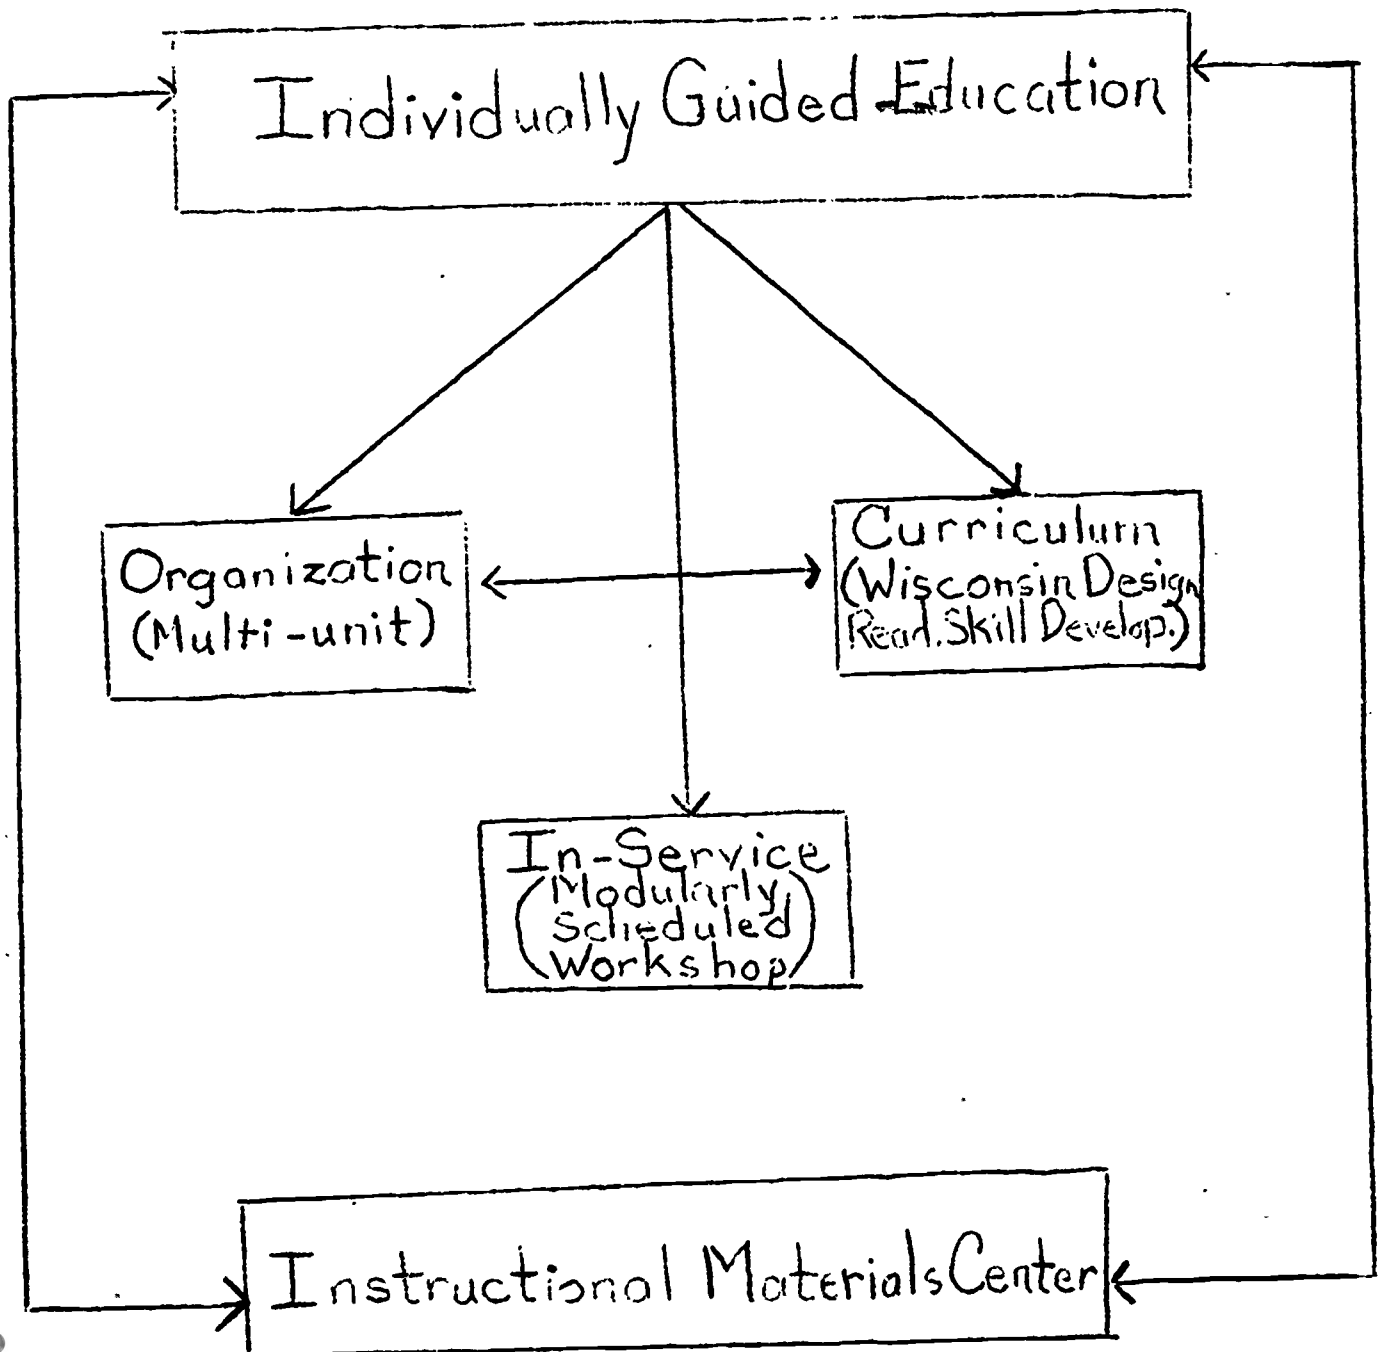 Individually Guided Education
Organization
(Multi-unit)
Curriculum
(Wisconsin Design
Read. Skill Develop.)
In-Service
(Modularly
Scheduled
Workshop)
Instructional Materials Center